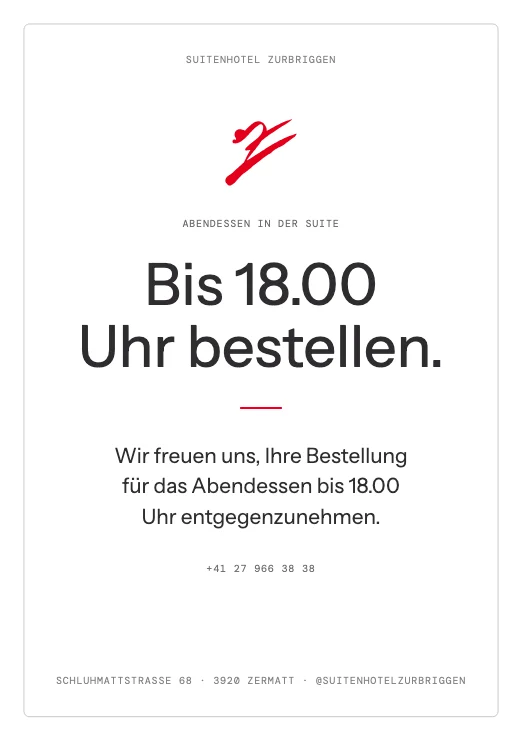 SUITENHOTEL ZURBRIGGEN
ABENDESSEN IN DER SUITE
Bis 18.00
Uhr bestellen.
Wir freuen uns, Ihre Bestellung
für das Abendessen bis 18.00
Uhr entgegenzunehmen.
+41 27 966 38 38
SCHLUHMATTSTRASSE 68 · 3920 ZERMATT · @SUITENHOTELZURBRIGGEN